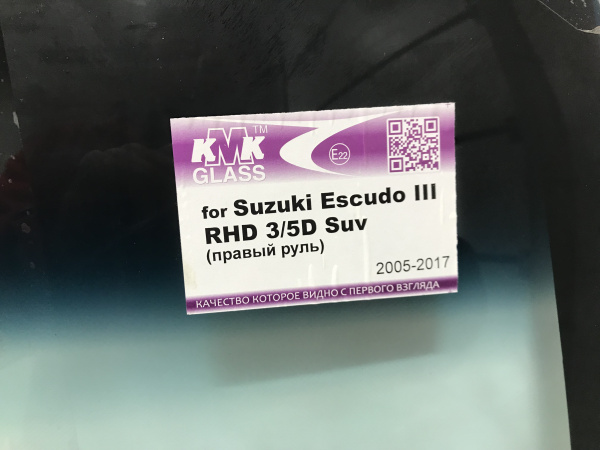 KMK™
GLASS
E22
for Suzuki Escudo III
RHD 3/5D Suv
(правый руль)
2005-2017
КАЧЕСТВО КОТОРОЕ ВИДНО С ПЕРВОГО ВЗГЛЯДА